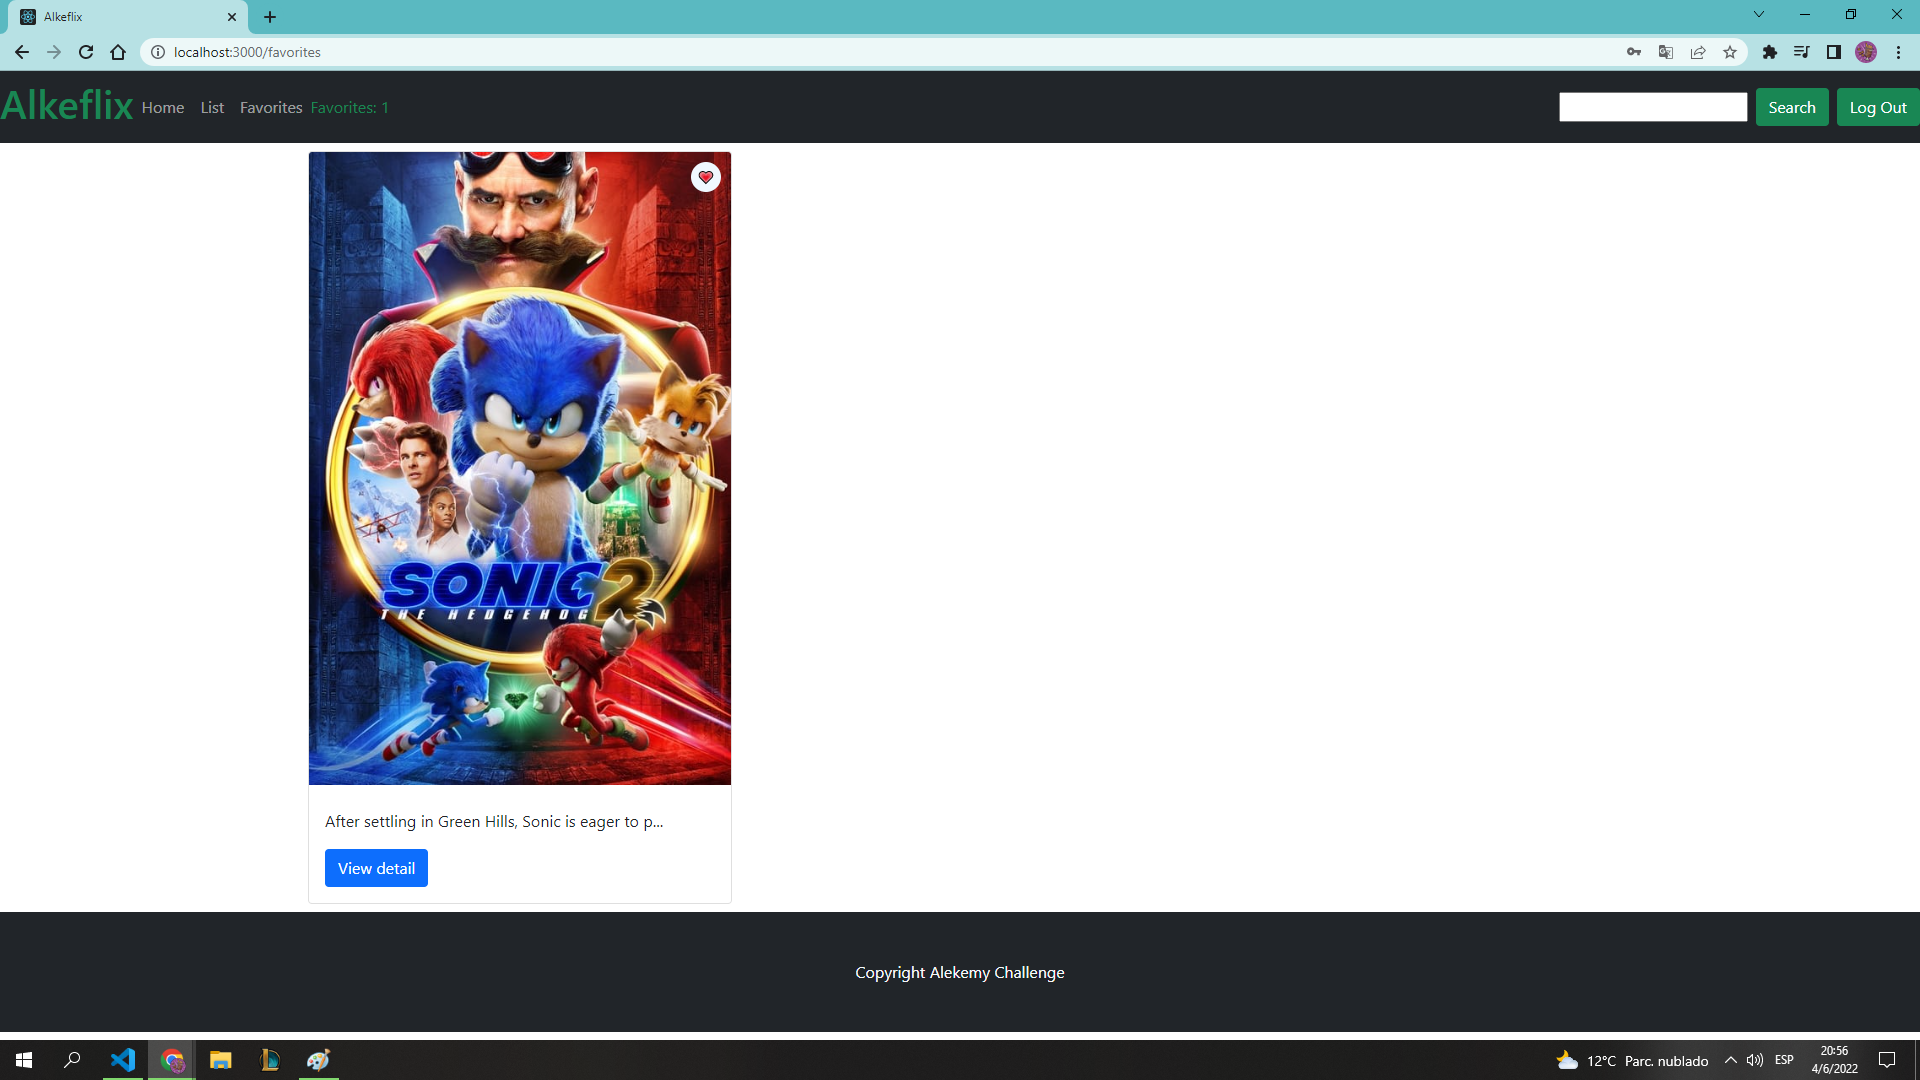 Alkeflix
localhost:3000/favorites
Alkeflix Home List Favorites Favorites: 1 Search Log Out
SONIC 2
THE HEDGEHOG
After settling in Green Hills, Sonic is eager to p...
View detail
Copyright Alekemy Challenge
12°C Parc. nublado ESP 20:56
4/6/2022